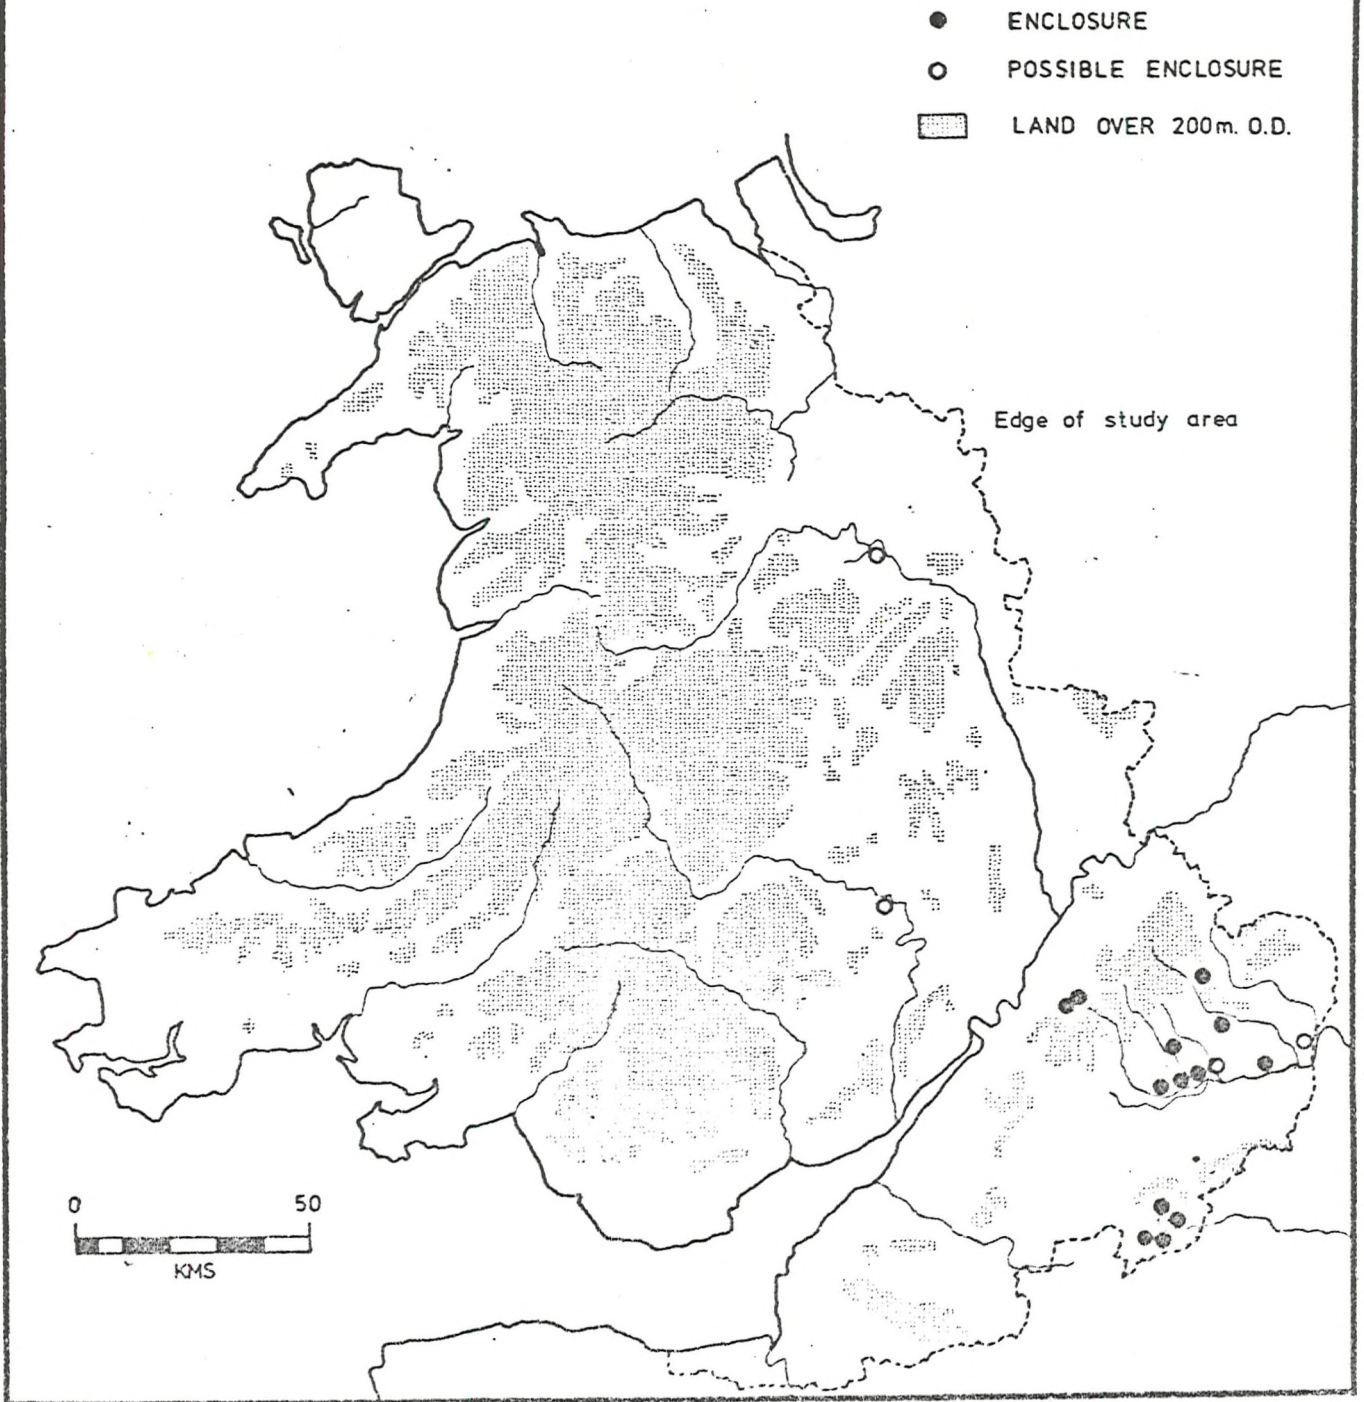 ENCLOSURE
POSSIBLE ENCLOSURE
LAND OVER 200m. O.D.
Edge of study area
0 50
KMS